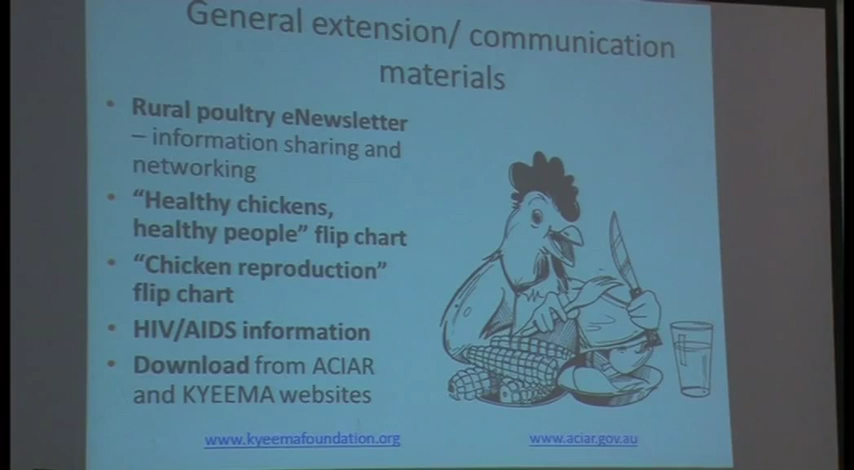 General extension/ communication
materials
• Rural poultry eNewsletter
– information sharing and
networking
• “Healthy chickens,
healthy people” flip chart
• “Chicken reproduction”
flip chart
• HIV/AIDS information
• Download from ACIAR
and KYEEMA websites
www.kyeemafoundation.org www.aciar.gov.au